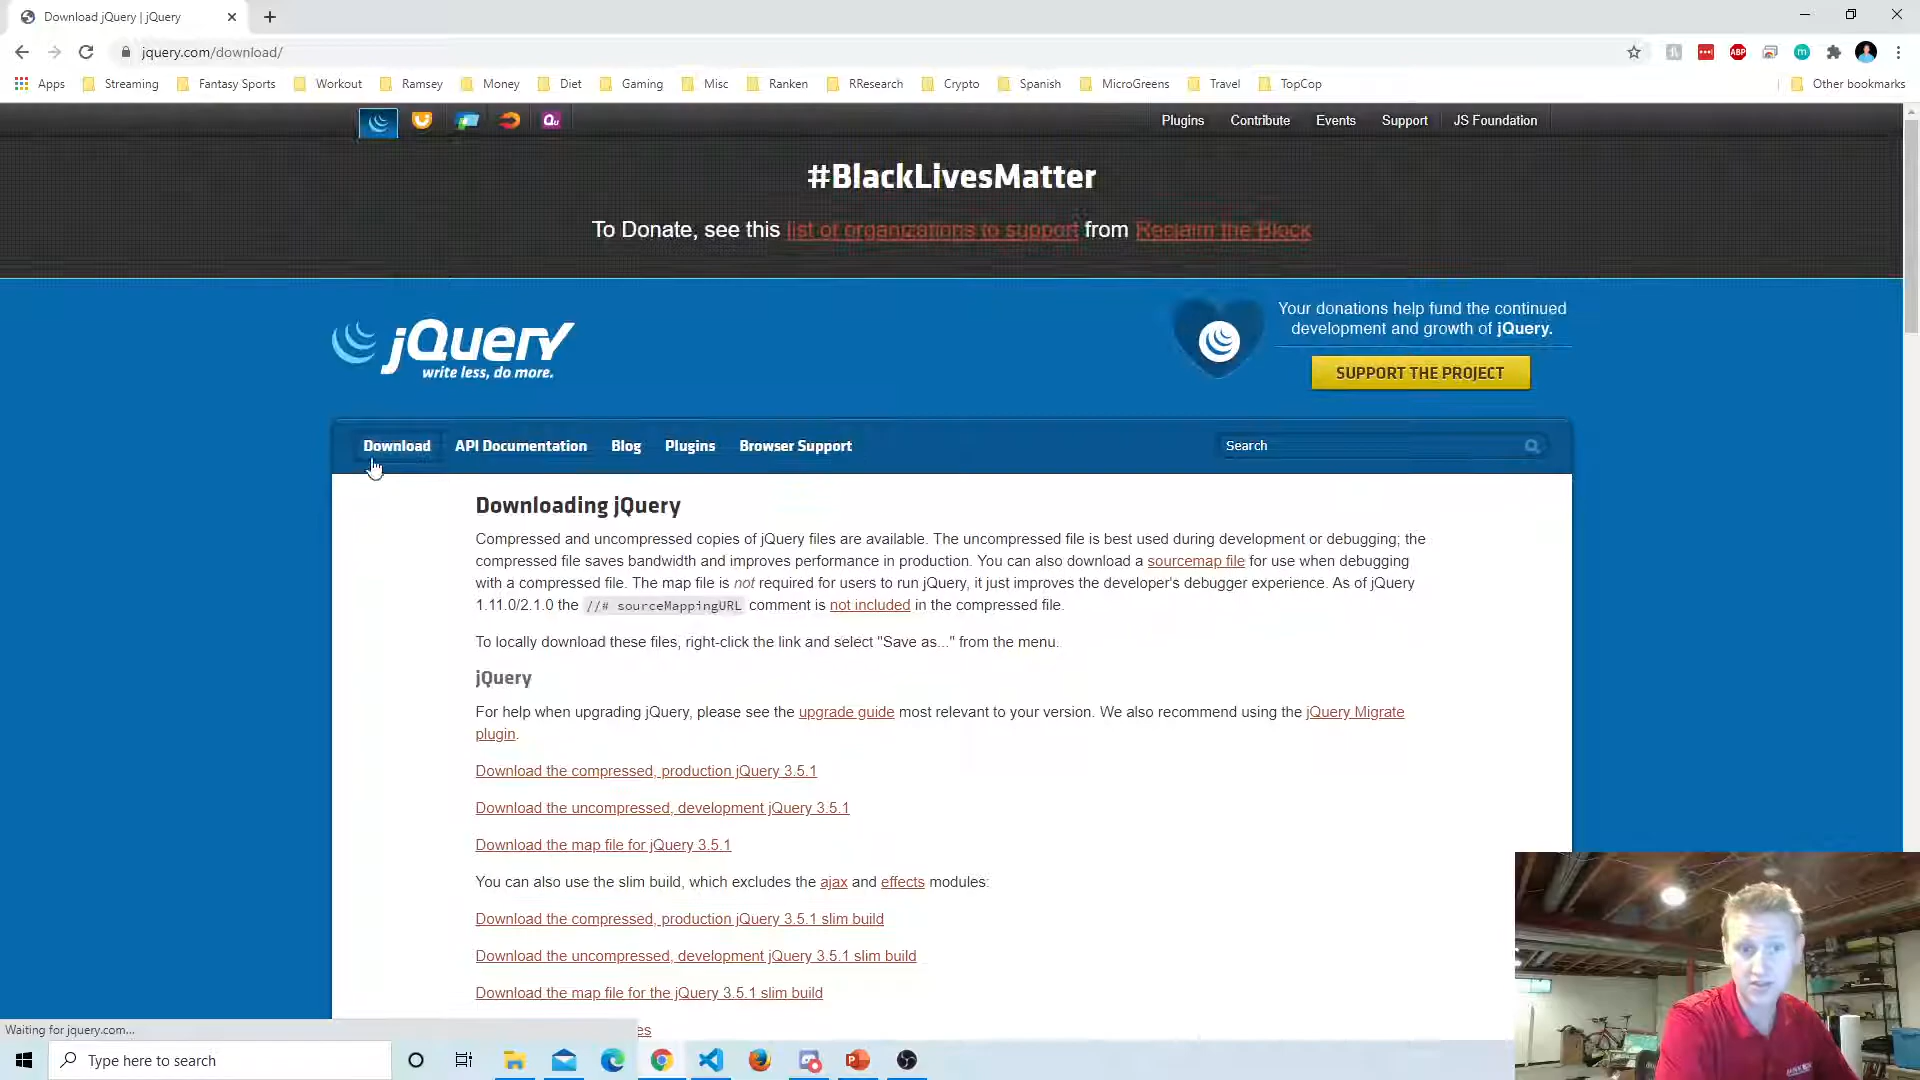 Download jQuery | jQuery
jquery.com/download/
Apps Streaming Fantasy Sports Workout Ramsey Money Diet Gaming Misc Ranken RResearch Crypto Spanish MicroGreens Travel TopCop Other bookmarks
Plugins Contribute Events Support JS Foundation
#BlackLivesMatter
To Donate, see this list of organizations to support from Reclaim the Block
jQuery
write less, do more.
Your donations help fund the continued
development and growth of jQuery.
SUPPORT THE PROJECT
Download API Documentation Blog Plugins Browser Support Search
Downloading jQuery
Compressed and uncompressed copies of jQuery files are available. The uncompressed file is best used during development or debugging; the
compressed file saves bandwidth and improves performance in production. You can also download a sourcemap file for use when debugging
with a compressed file. The map file is not required for users to run jQuery, it just improves the developer's debugger experience. As of jQuery
1.11.0/2.1.0 the //# sourceMappingURL comment is not included in the compressed file.
To locally download these files, right-click the link and select "Save as..." from the menu.
jQuery
For help when upgrading jQuery, please see the upgrade guide most relevant to your version. We also recommend using the jQuery Migrate
plugin.
Download the compressed, production jQuery 3.5.1
Download the uncompressed, development jQuery 3.5.1
Download the map file for jQuery 3.5.1
You can also use the slim build, which excludes the ajax and effects modules:
Download the compressed, production jQuery 3.5.1 slim build
Download the uncompressed, development jQuery 3.5.1 slim build
Download the map file for the jQuery 3.5.1 slim build
Waiting for jquery.com...
Type here to search